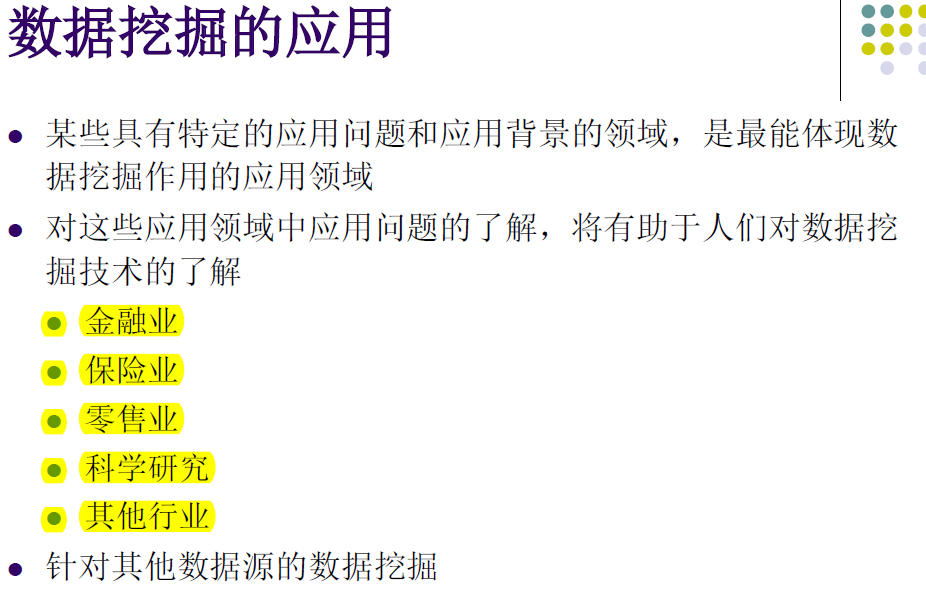 数据挖掘的应用
某些具有特定的应用问题和应用背景的领域，是最能体现数
据挖掘作用的应用领域
对这些应用领域中应用问题的了解，将有助于人们对数据挖
掘技术的了解
金融业
保险业
零售业
科学研究
其他行业
针对其他数据源的数据挖掘